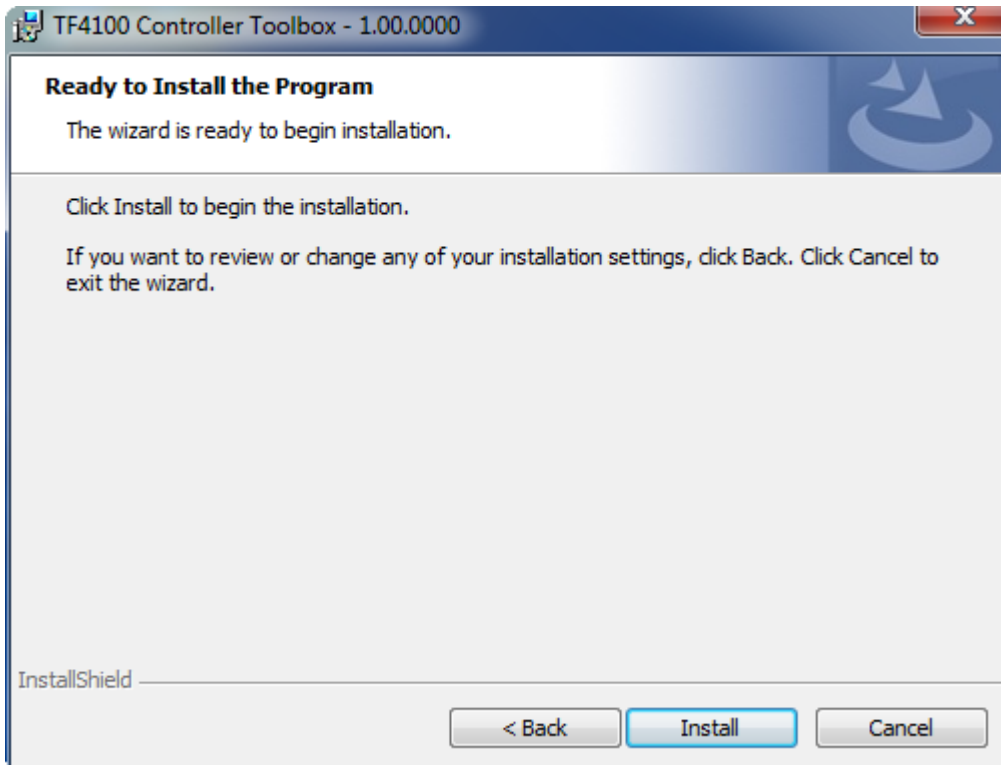 TF4100 Controller Toolbox - 1.00.0000
Ready to Install the Program
The wizard is ready to begin installation.
Click Install to begin the installation.
If you want to review or change any of your installation settings, click Back. Click Cancel to
exit the wizard.
InstallShield
< Back
Install
Cancel